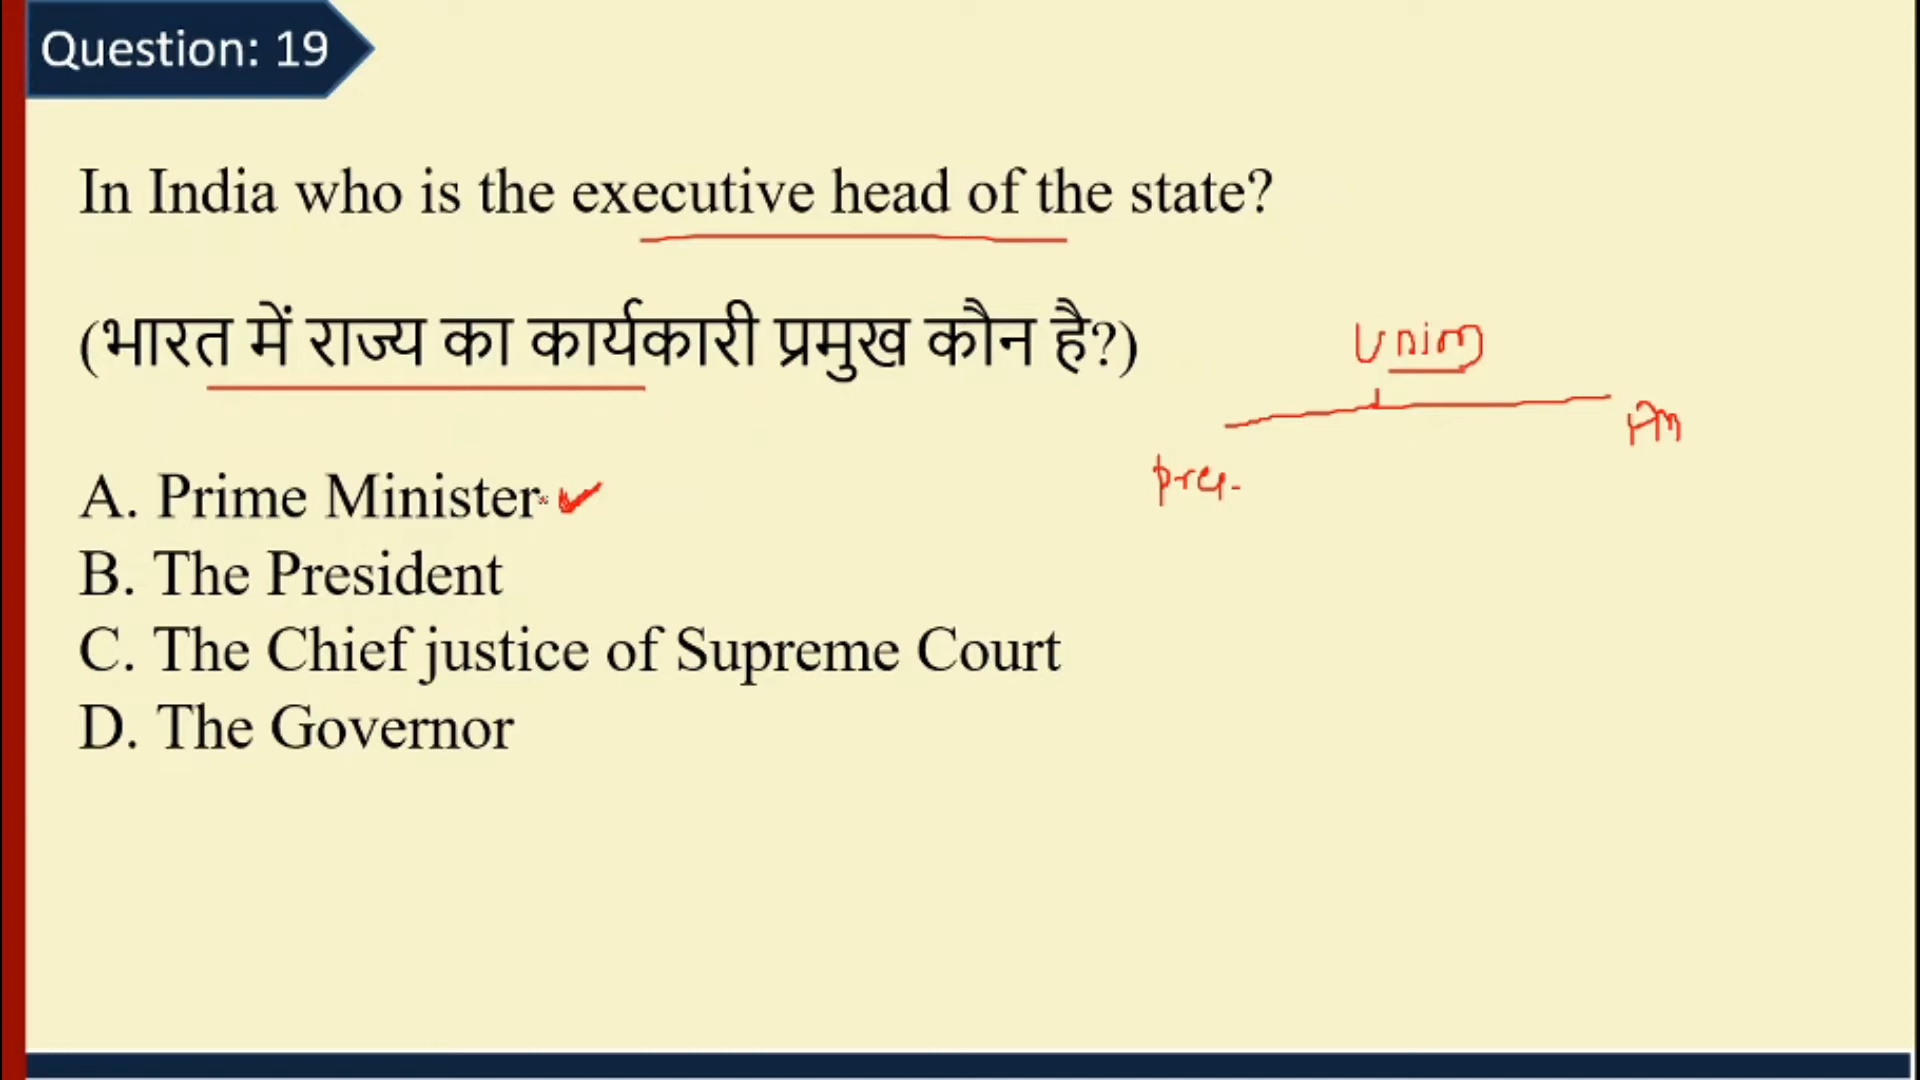 Question: 19
In India who is the executive head of the state?
(भारत में राज्य का कार्यकारी प्रमुख कौन है?)
Union
PM
pres.
A. Prime Minister
B. The President
C. The Chief justice of Supreme Court
D. The Governor